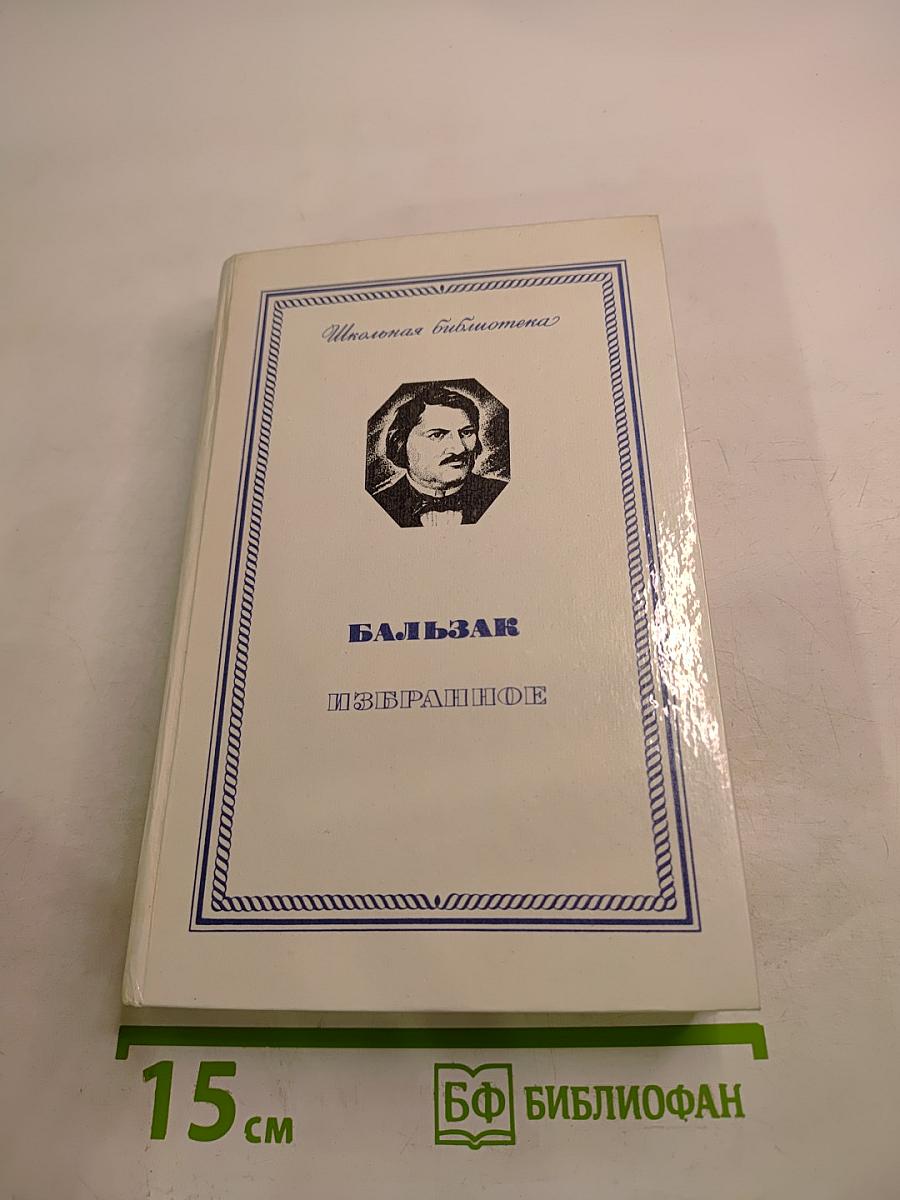 Школьная библиотека
БАЛЬЗАК
ИЗБРАННОЕ
15 см
БФ БИБЛИОФАН